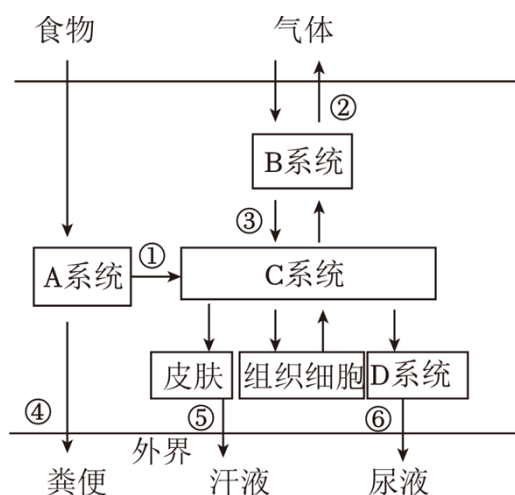 食物 气体
②
B系统
③
① 
A系统 C系统
皮肤 组织细胞 D系统
④ ⑤ ⑥
外界
粪便 汗液 尿液